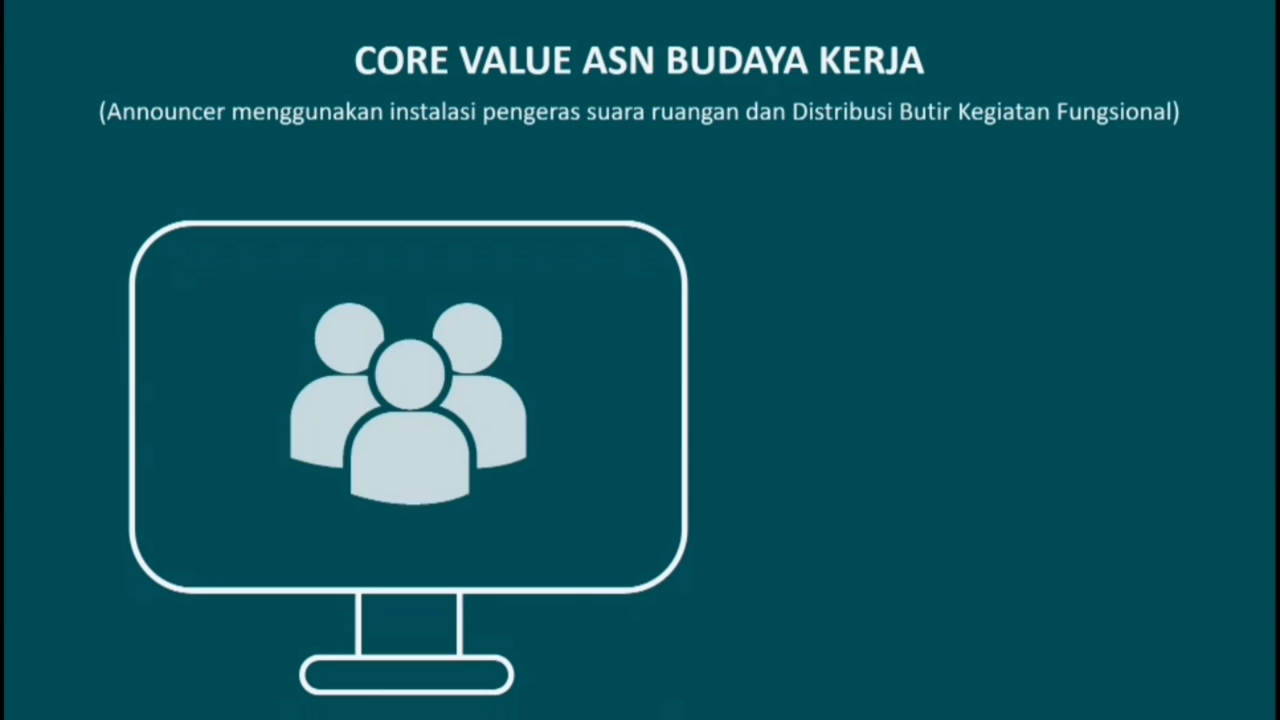 CORE VALUE ASN BUDAYA KERJA
(Announcer menggunakan instalasi pengeras suara ruangan dan Distribusi Butir Kegiatan Fungsional)